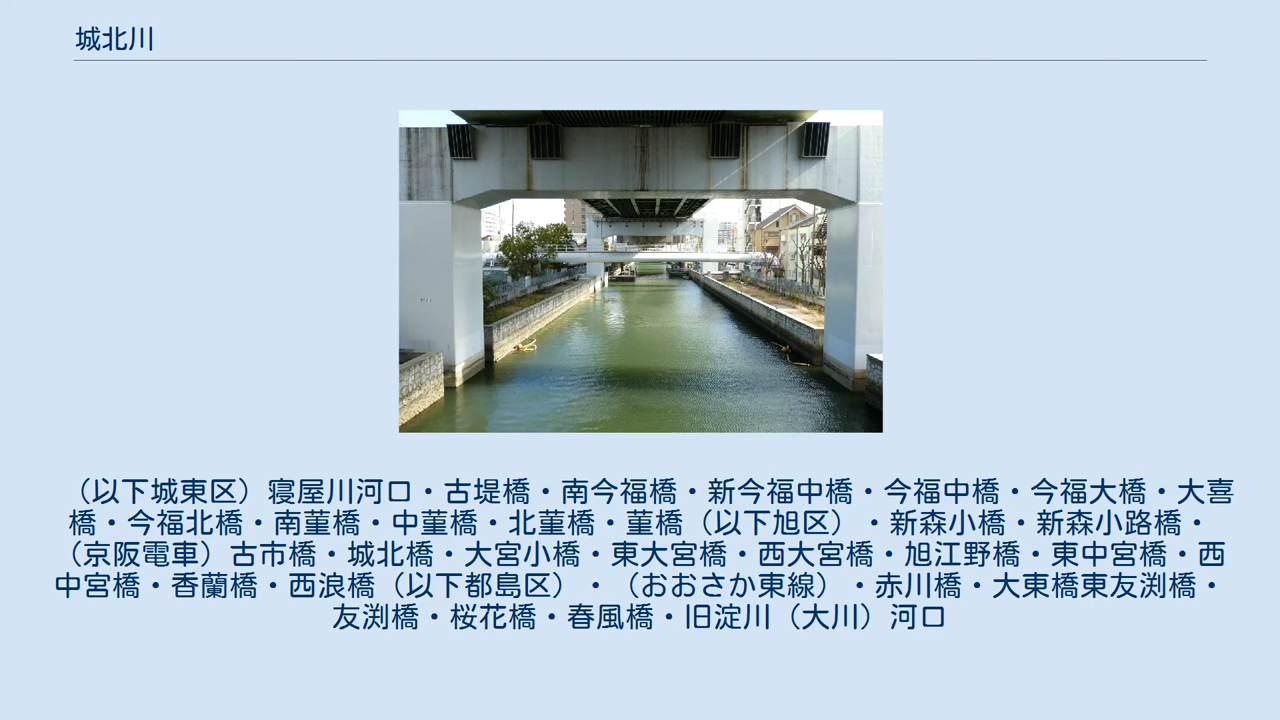 城北川
（以下城東区）寝屋川河口・古堤橋・南今福橋・新今福中橋・今福中橋・今福大橋・大喜
橋・今福北橋・南菫橋・中菫橋・北菫橋・菫橋（以下旭区）・新森小橋・新森小路橋・
（京阪電車）古市橋・城北橋・大宮小橋・東大宮橋・西大宮橋・旭江野橋・東中宮橋・西
中宮橋・香蘭橋・西浪橋（以下都島区）・（おおさか東線）・赤川橋・大東橋東友渕橋・
友渕橋・桜花橋・春風橋・旧淀川（大川）河口